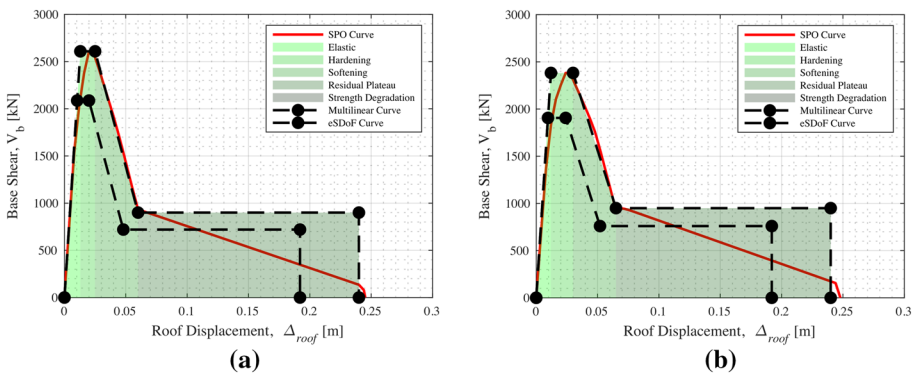 (a)
3000
2500
2000
1500
1000
500
0
Base Shear, Vb [kN]
SPO Curve
Elastic
Hardening
Softening
Residual Plateau
Strength Degradation
Multilinear Curve
eSDoF Curve
0 0.05 0.1 0.15 0.2 0.25 0.3
Roof Displacement, Δroof [m]
(a)
(b)
3000
2500
2000
1500
1000
500
0
Base Shear, Vb [kN]
SPO Curve
Elastic
Hardening
Softening
Residual Plateau
Strength Degradation
Multilinear Curve
eSDoF Curve
0 0.05 0.1 0.15 0.2 0.25 0.3
Roof Displacement, Δroof [m]
(b)